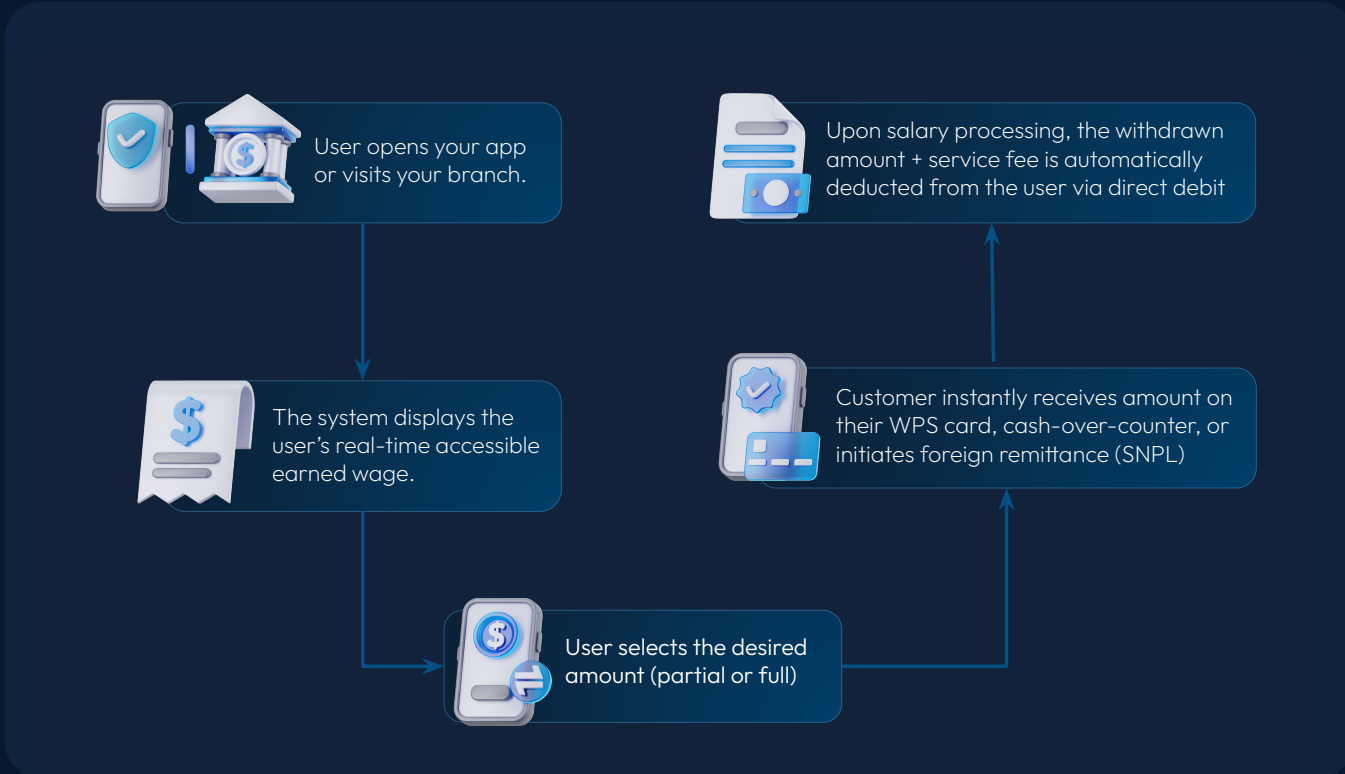 User opens your app
or visits your branch.
The system displays the
user's real-time accessible
earned wage.
User selects the desired
amount (partial or full)
Customer instantly receives amount on
their WPS card, cash-over-counter, or
initiates foreign remittance (SNPL)
Upon salary processing, the withdrawn
amount + service fee is automatically
deducted from the user via direct debit